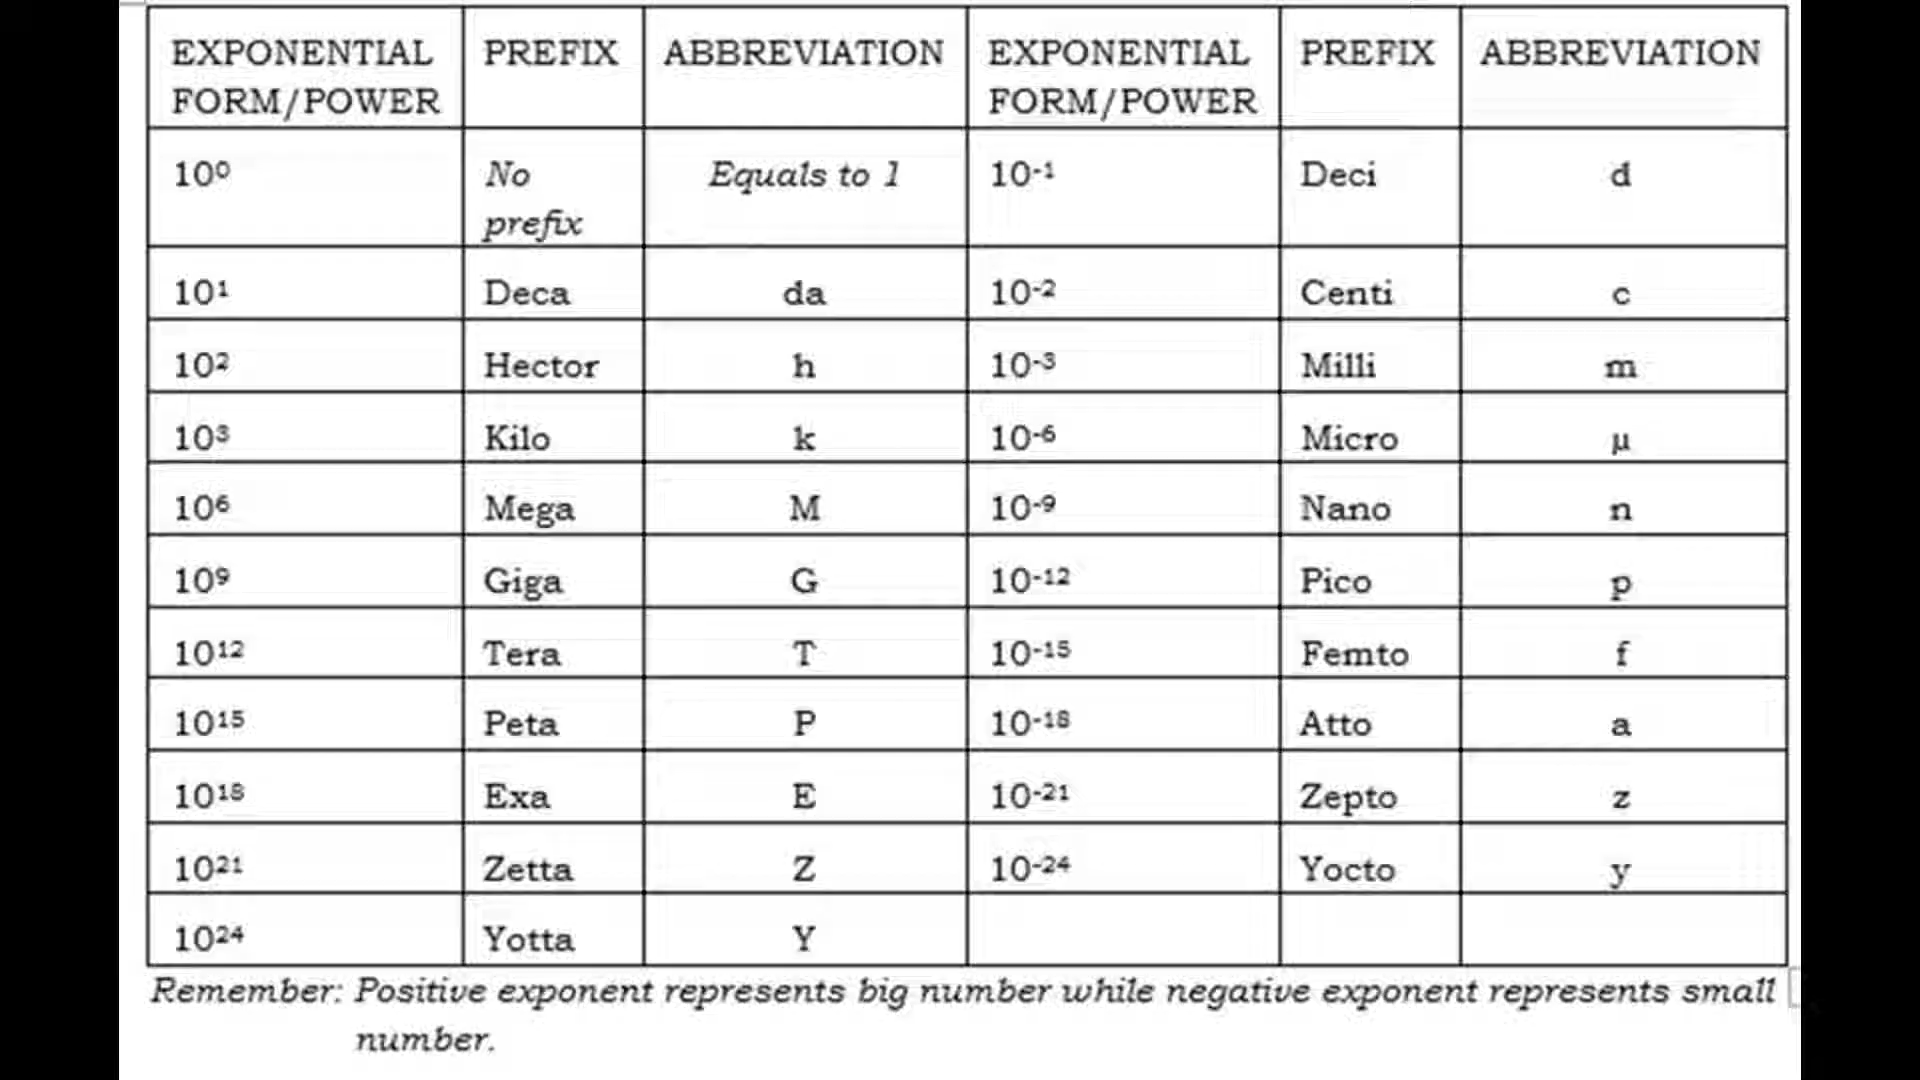 EXPONENTIAL FORM/POWER PREFIX ABBREVIATION EXPONENTIAL FORM/POWER PREFIX ABBREVIATION
10⁰ No prefix Equals to 1 10⁻¹ Deci d
10¹ Deca da 10⁻² Centi c
10² Hector h 10⁻³ Milli m
10³ Kilo k 10⁻⁶ Micro µ
10⁶ Mega M 10⁻⁹ Nano n
10⁹ Giga G 10⁻¹² Pico p
10¹² Tera T 10⁻¹⁵ Femto f
10¹⁵ Peta P 10⁻¹⁸ Atto a
10¹⁸ Exa E 10⁻²¹ Zepto z
10²¹ Zetta Z 10⁻²⁴ Yocto y
10²⁴ Yotta Y
Remember: Positive exponent represents big number while negative exponent represents small
number.